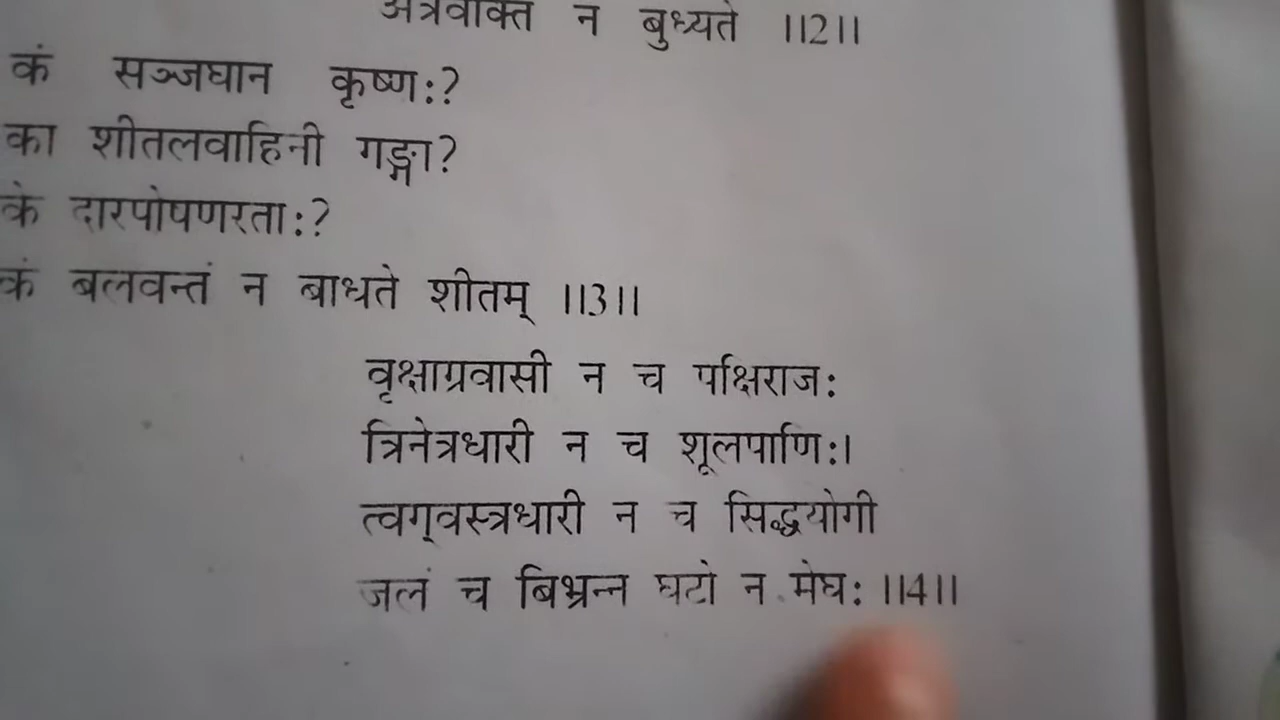 अत्रैवोक्तं न बुध्यते ।।2।।
कं सञ्जघान कृष्ण:?
का शीतलवाहिनी गङ्गा?
के दारपोषणरता:?
कं बलवन्तं न बाधते शीतम् ।।3।।
वृक्षाग्रवासी न च पक्षिराज:
त्रिनेत्रधारी न च शूलपाणि:।
त्वग्वस्त्रधारी न च सिद्धयोगी
जलं च बिभ्रन्न घटो न मेघ: ।।4।।